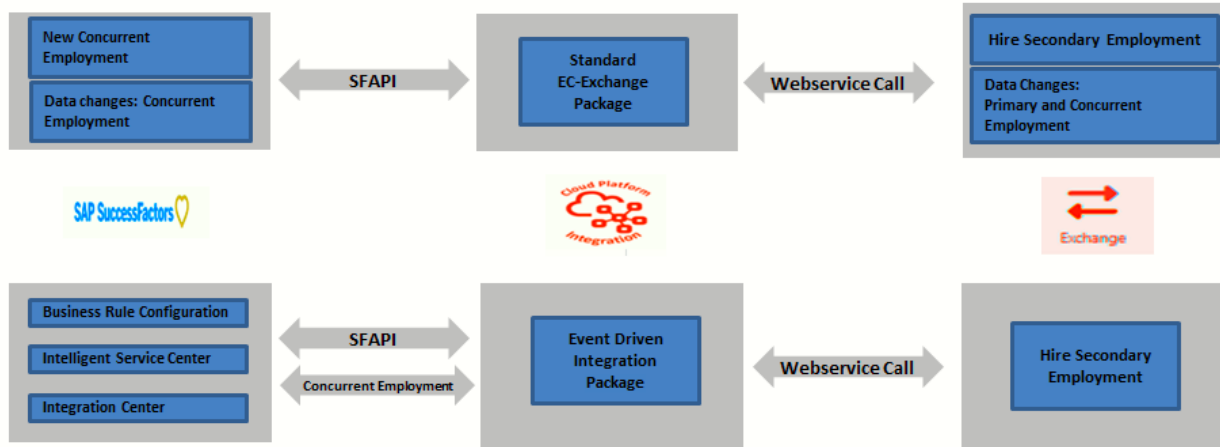 New Concurrent
Employment
Data changes: Concurrent
Employment
SFAPI
Standard
EC-Exchange
Package
Webservice Call
Hire Secondary Employment
Data Changes:
Primary and Concurrent
Employment
SAP SuccessFactors
Cloud Platform
Integration
Exchange
Business Rule Configuration
Intelligent Service Center
Integration Center
SFAPI
Concurrent Employment
Event Driven
Integration
Package
Webservice Call
Hire Secondary
Employment